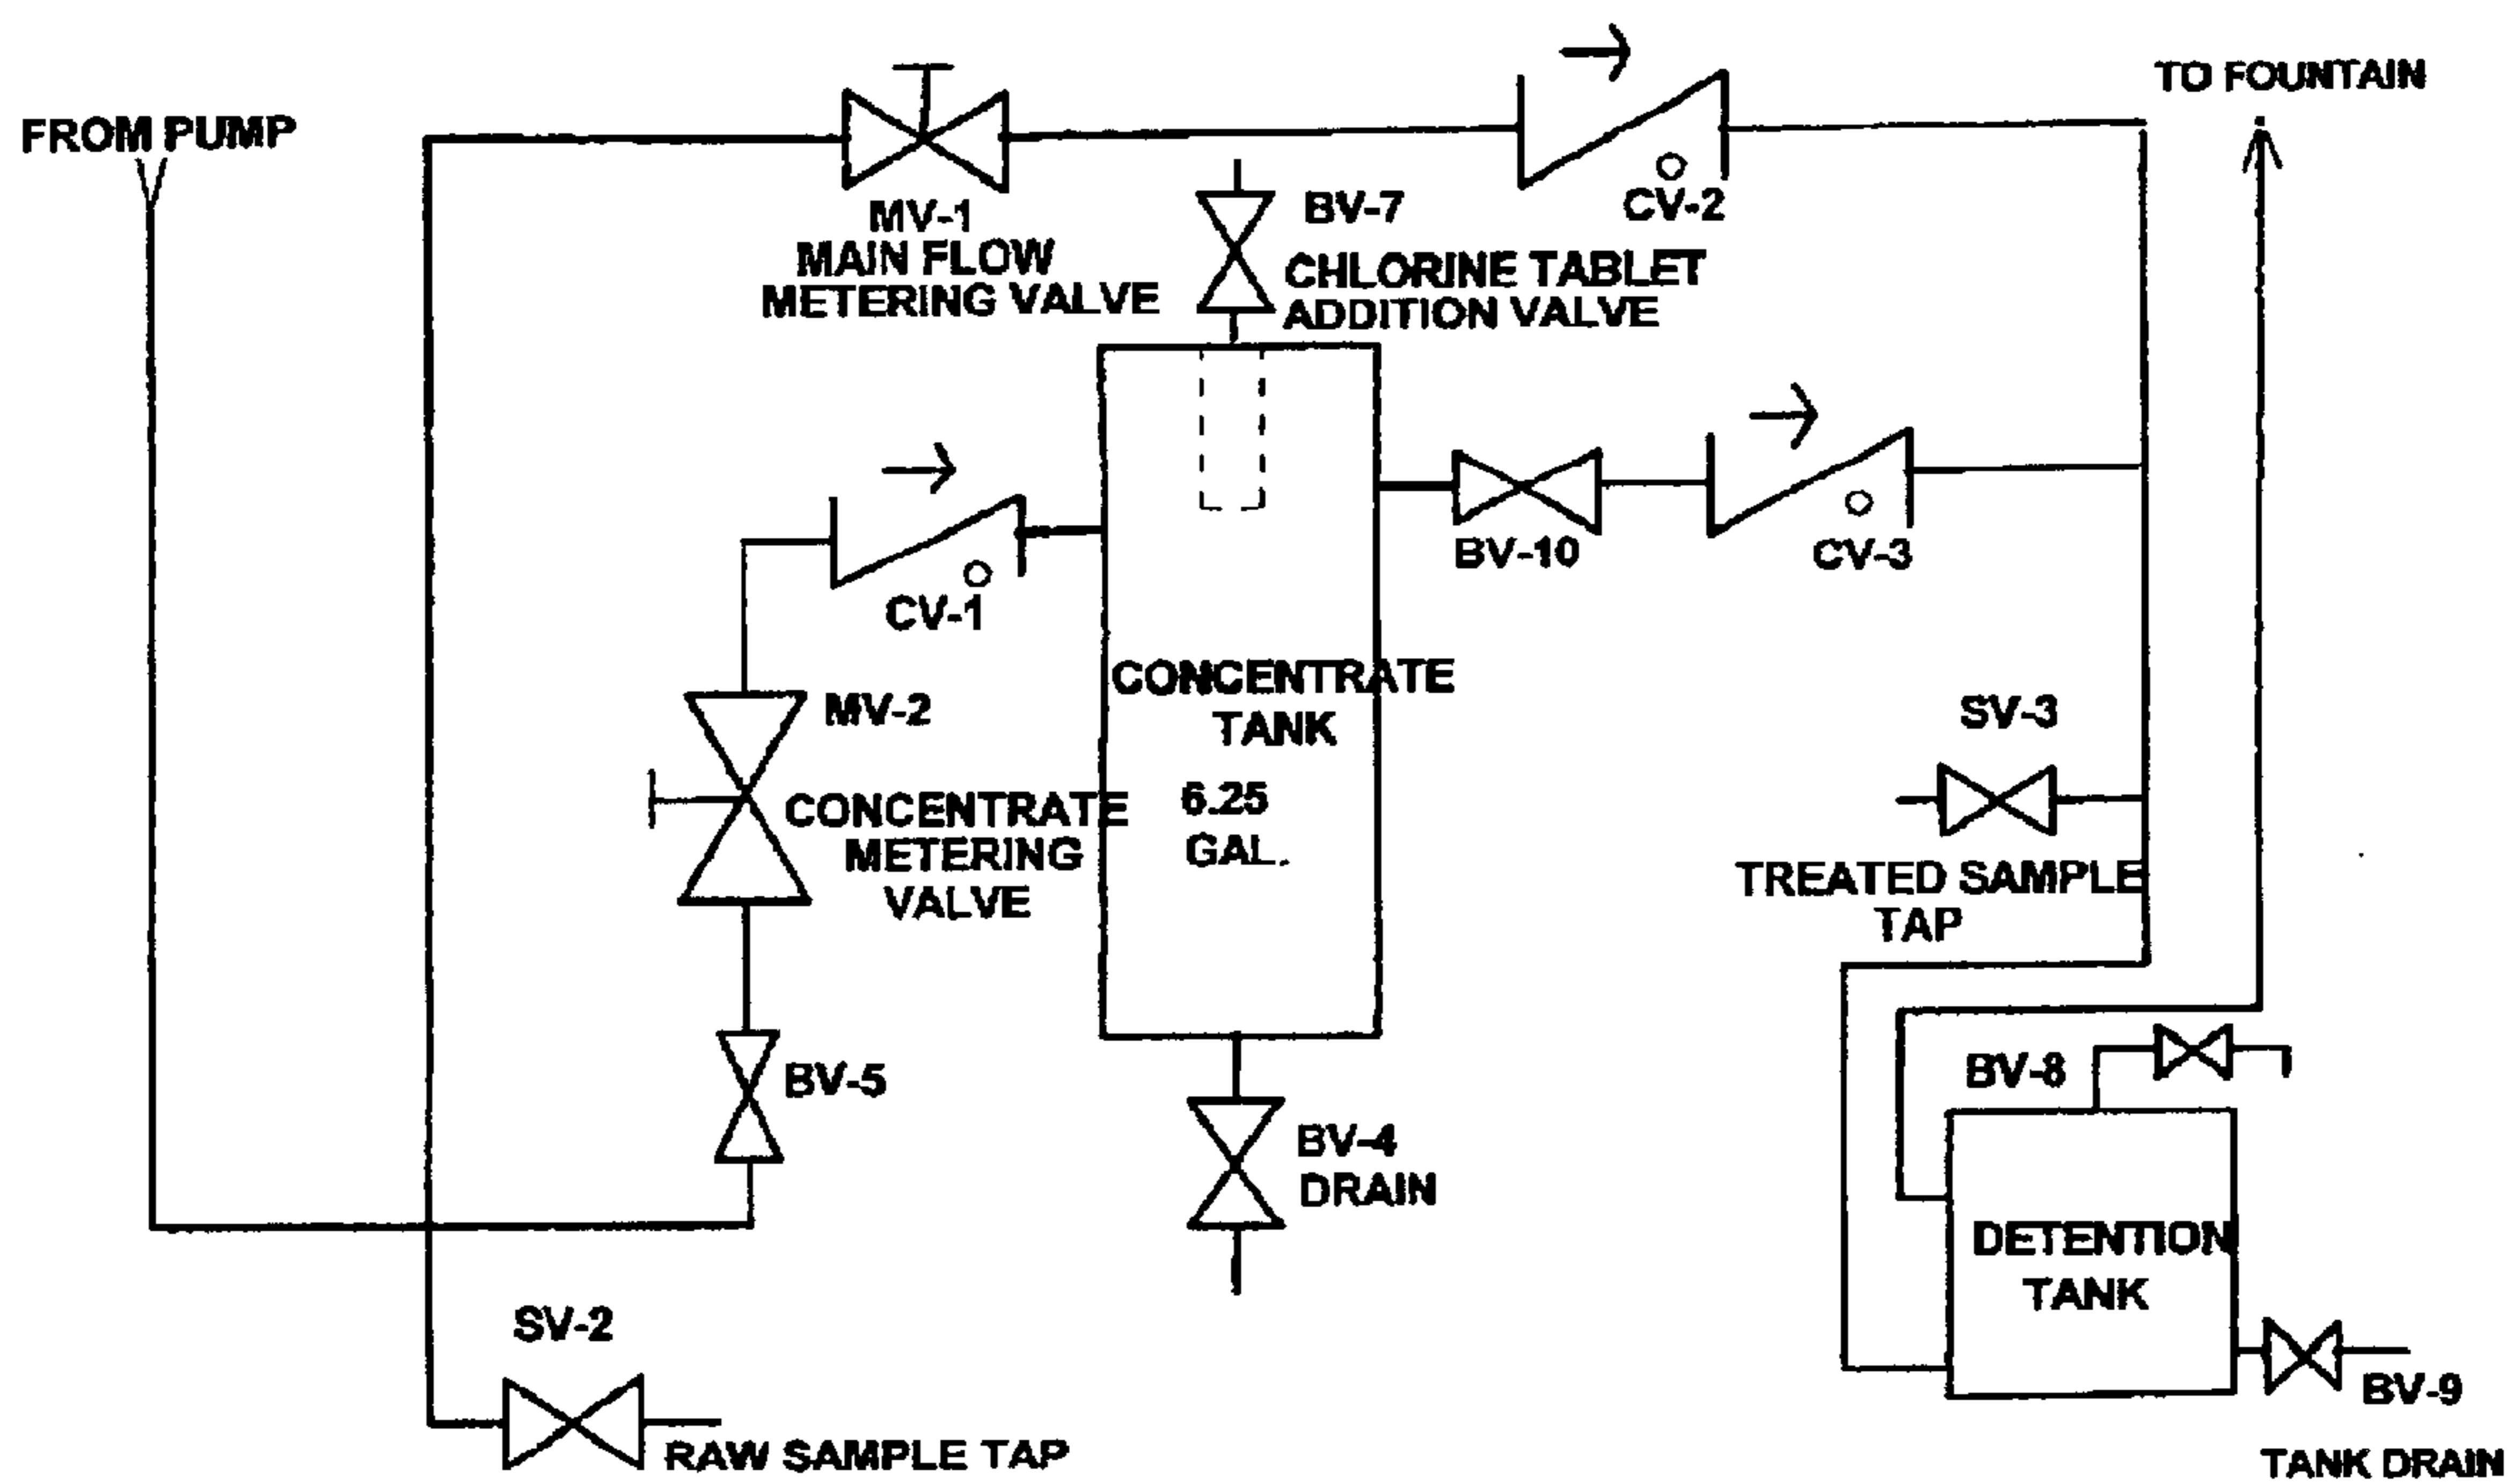 FROM PUMP
TO FOUNTAIN
MV-1
MAIN FLOW
METERING VALVE
BV-7
CHLORINE TABLET
ADDITION VALVE
CV-2
CV-1
BV-10
CV-3
CONCENTRATE
TANK
6.25
GAL.
MV-2
CONCENTRATE
METERING
VALVE
SV-3
TREATED SAMPLE
TAP
BV-5
BV-8
BV-4
DRAIN
DETENTION
TANK
SV-2
RAW SAMPLE TAP
BV-9
TANK DRAIN